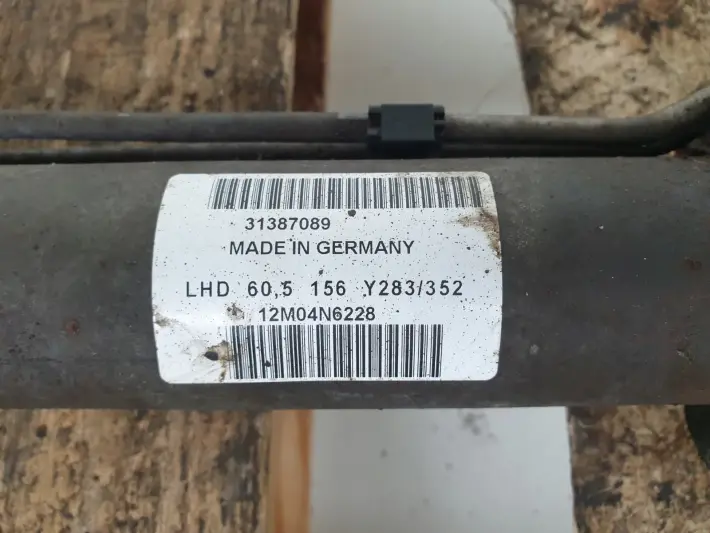 31387089
MADE IN GERMANY
LHD 60,5 156 Y283/352
12M04N6228